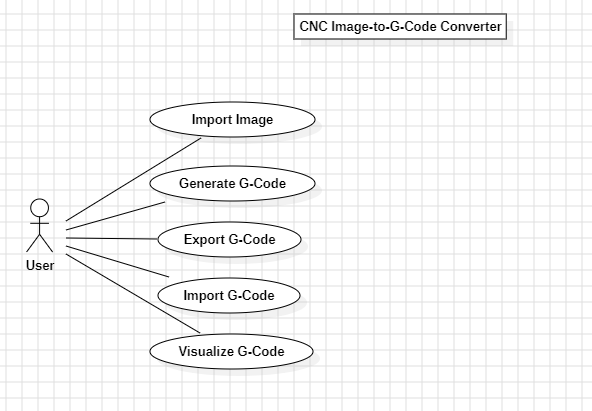 CNC Image-to-G-Code Converter
Import Image
Generate G-Code
Export G-Code
User
Import G-Code
Visualize G-Code